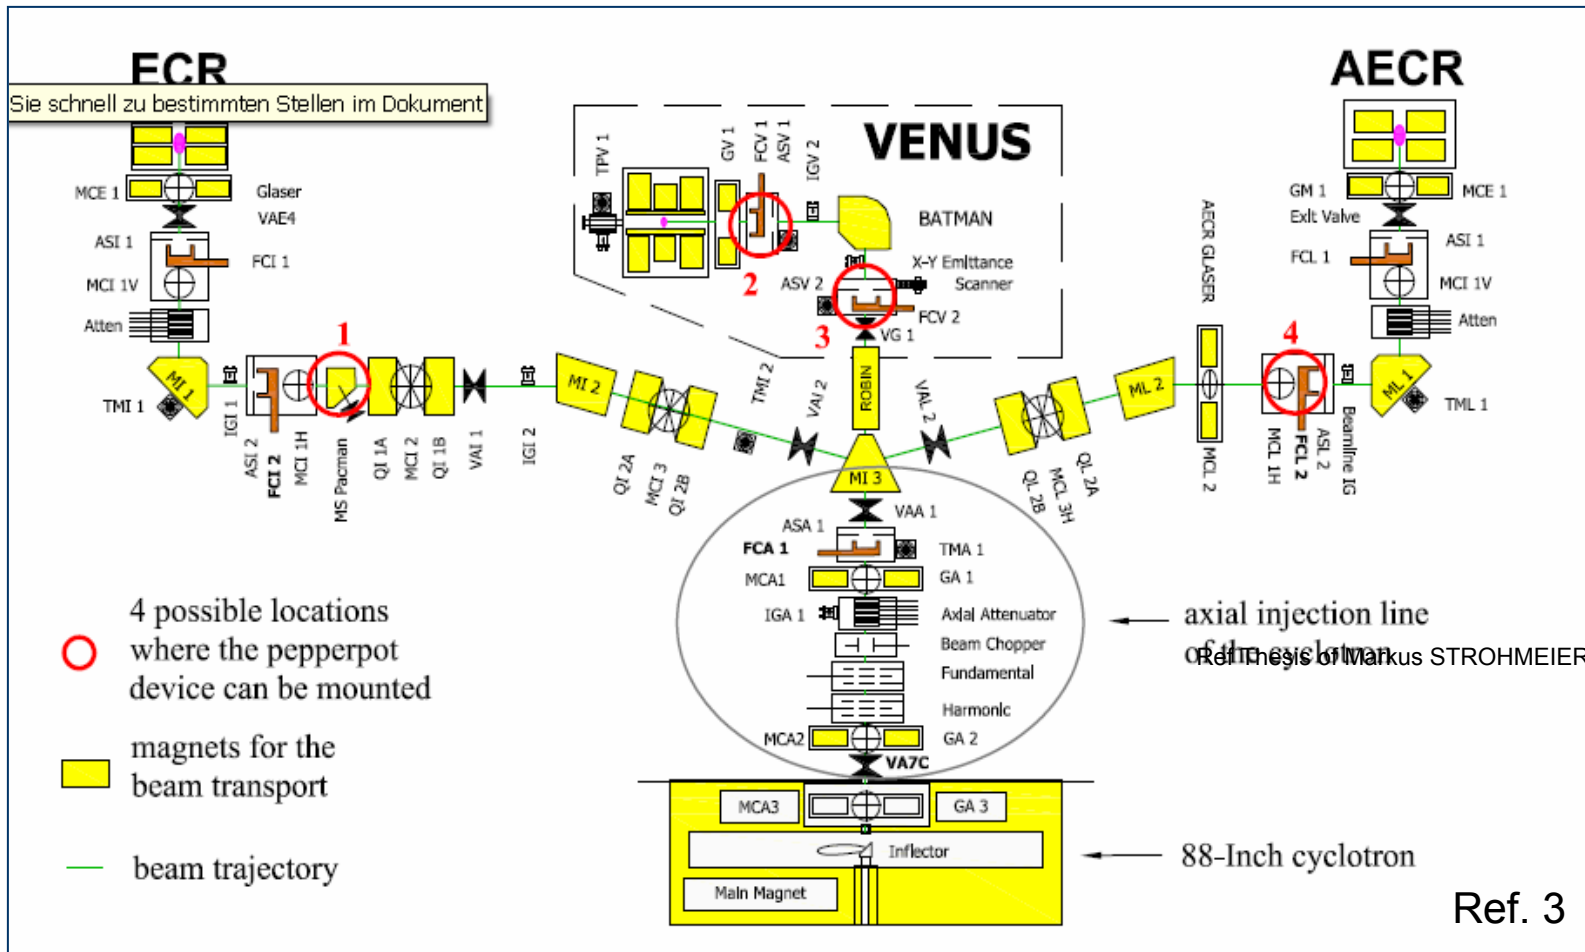 ECR
Sie schnell zu bestimmten Stellen im Dokument
AECR
VENUS
MCE 1
Glaser
VAE4
ASI 1
FCI 1
MCI 1V
Atten
MI 1
TMI 1
IGI 1
ASI 2
FCI 2
MCI 1H
1
MS Pacman
QI 1A
MCI 2
QI 1B
VAI 1
IGI 2
MI 2
QI 2A
MCI 3
QI 2B
TMI 2
VAI 2
TPV 1
GV 1
FCV 1
ASV 1
IGV 2
BATMAN
2
X-Y Emittance
Scanner
ASV 2
FCV 2
3
VG 1
ROBIN
VAL 2
MI 3
QL 2B
MCL 3H
QL 2A
ML 2
AECR GLASER
MCL 2
4
MCL 1H
FCL 2
ASL 2
Beamline IG
ML 1
TML 1
GM 1
MCE 1
Exit Valve
ASI 1
FCL 1
MCI 1V
Atten
VAA 1
ASA 1
FCA 1
TMA 1
MCA1
GA 1
IGA 1
Axial Attenuator
Beam Chopper
Fundamental
Harmonic
MCA2
GA 2
VA7C
MCA3
GA 3
Inflector
Main Magnet
4 possible locations
where the pepperpot
device can be mounted
magnets for the
beam transport
beam trajectory
axial injection line
of the cyclotron
Ref Thesis of Markus STROHMEIER
88-Inch cyclotron
Ref. 3